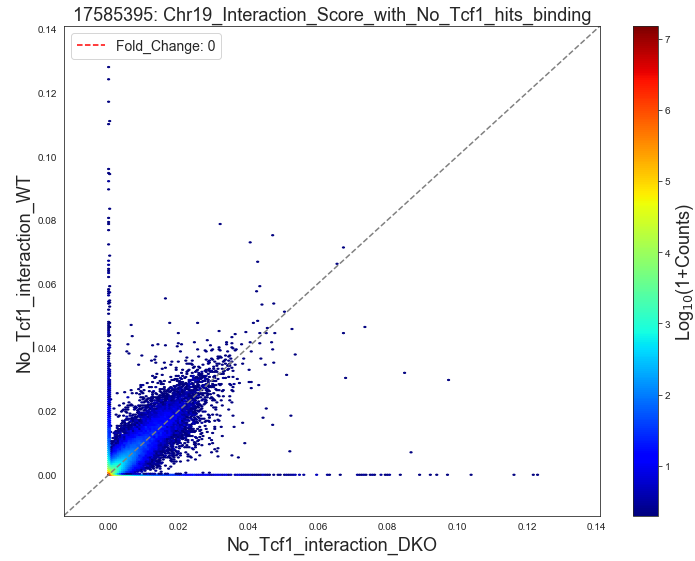 17585395: Chr19_Interaction_Score_with_No_Tcf1_hits_binding
Fold_Change: 0
0.14
0.12
0.10
0.08
0.06
0.04
0.02
0.00
No_Tcf1_interaction_WT
0.00 0.02 0.04 0.06 0.08 0.10 0.12 0.14
No_Tcf1_interaction_DKO
7
6
5
4
3
2
1
Log10(1+Counts)